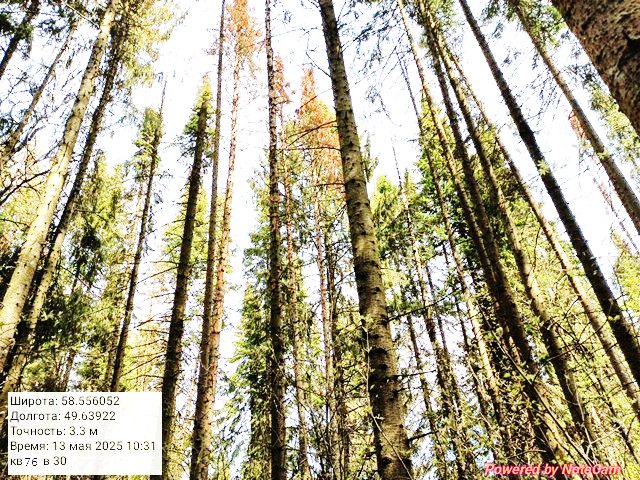 Широта: 58.556052
Долгота: 49.63922
Точность: 3.3 м
Время: 13 мая 2025 10:31
кв76 в 30
Powered by NoteCam